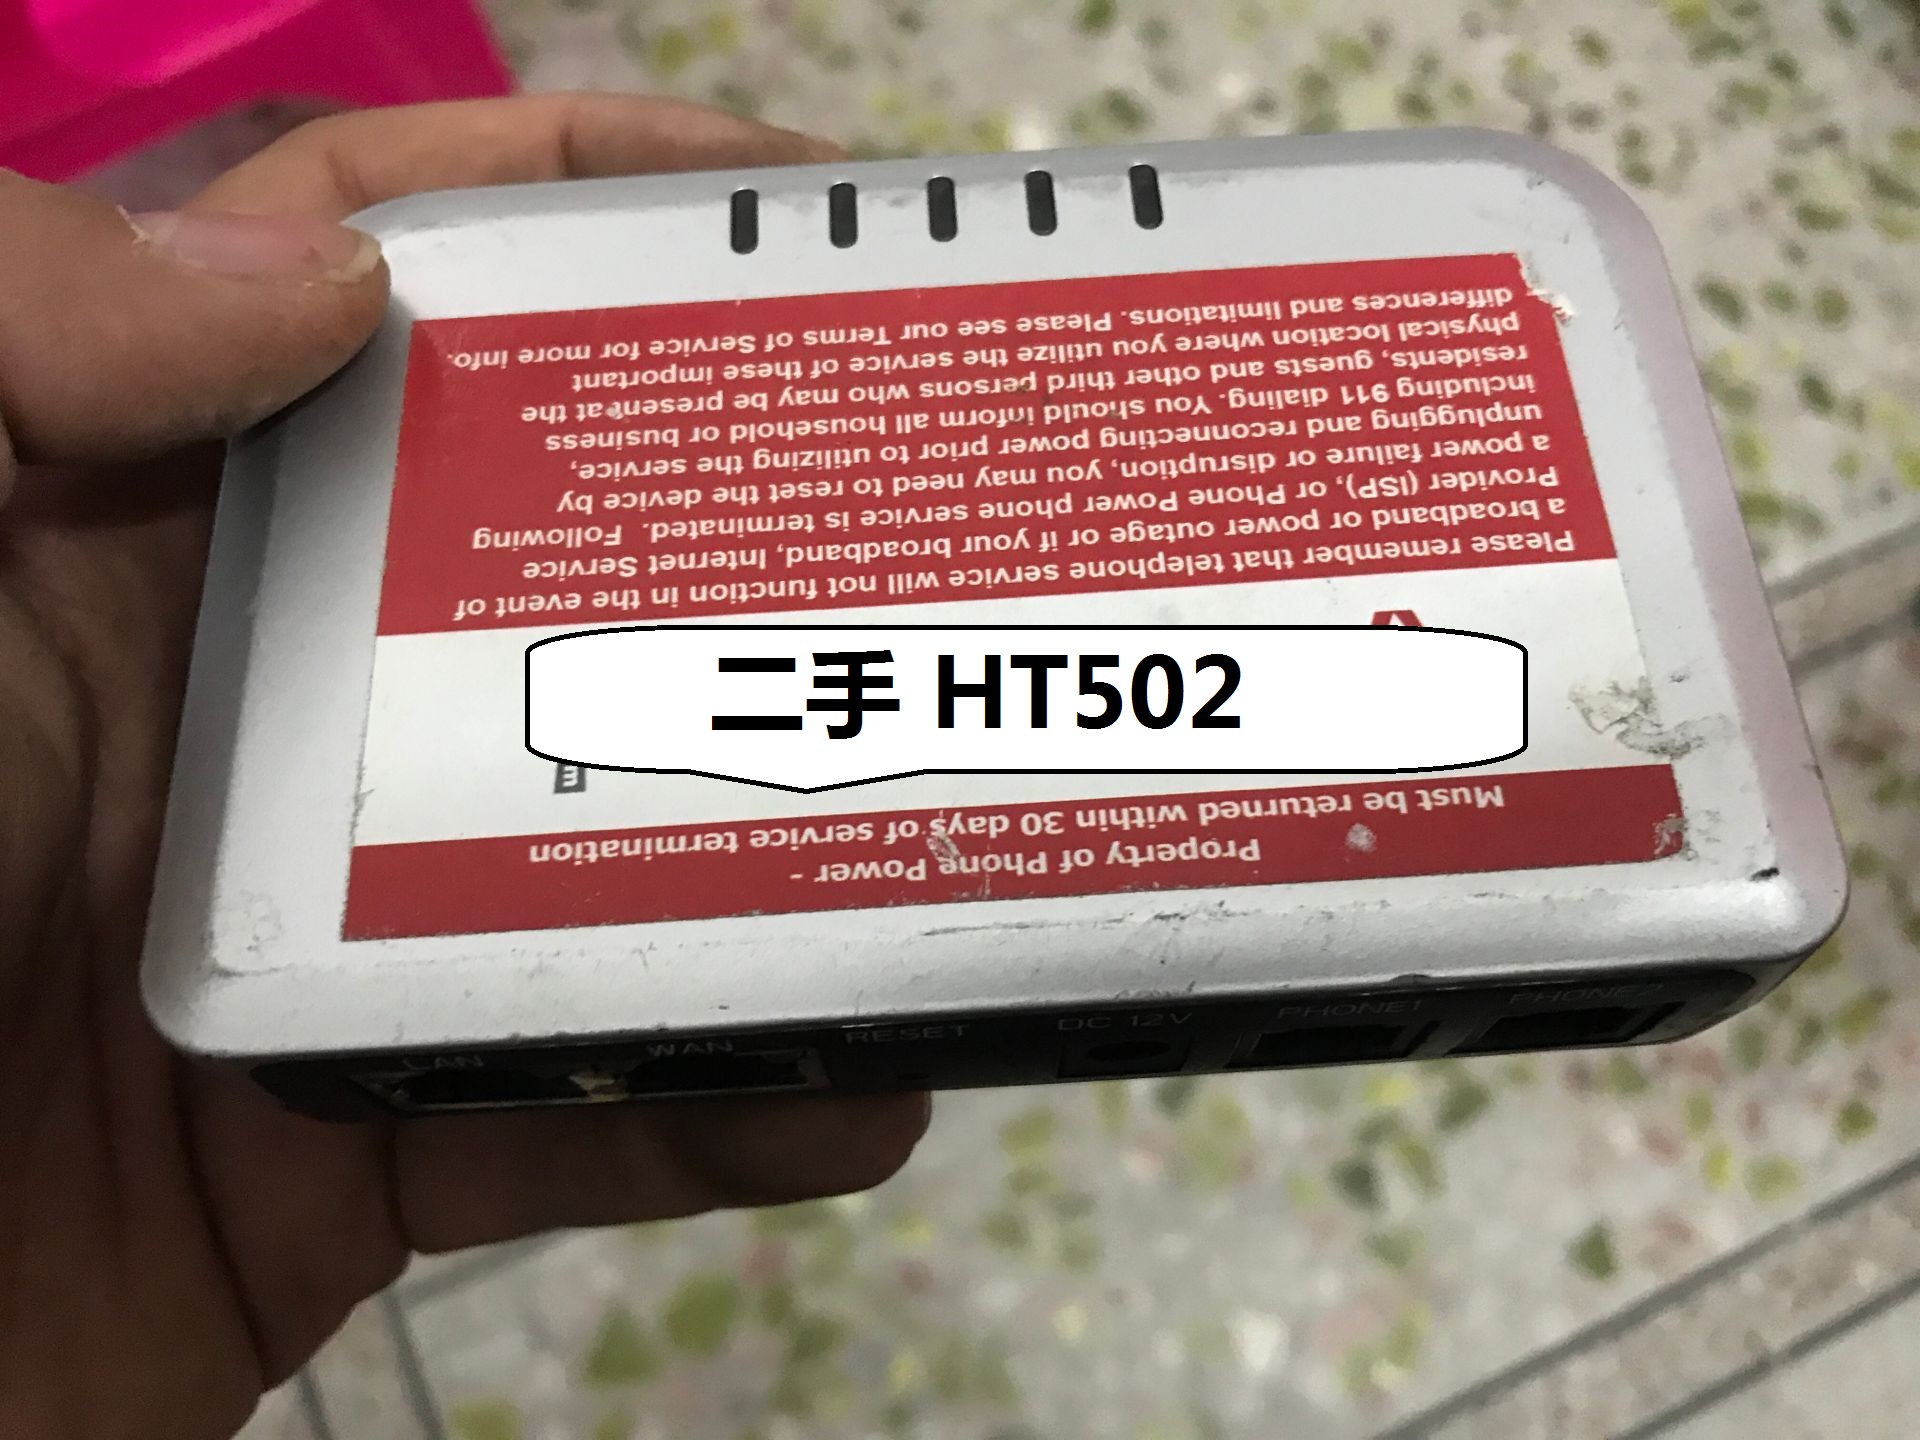 二手 HT502
Property of Phone Power -
Must be returned within 30 days of service termination
m
Please remember that telephone service will not function in the event of
a broadband or power outage or if your broadband, Internet Service
Provider (ISP), or Phone Power phone service is terminated. Following
a power failure or disruption, you may need to reset the device by
unplugging and reconnecting power prior to utilizing the service,
including 911 dialing. You should inform all household or business
residents, guests and other third persons who may be present at the
physical location where you utilize the service of these important
differences and limitations. Please see our Terms of Service for more info.
LAN WAN RESET DC 12V PHONE1 PHONE2